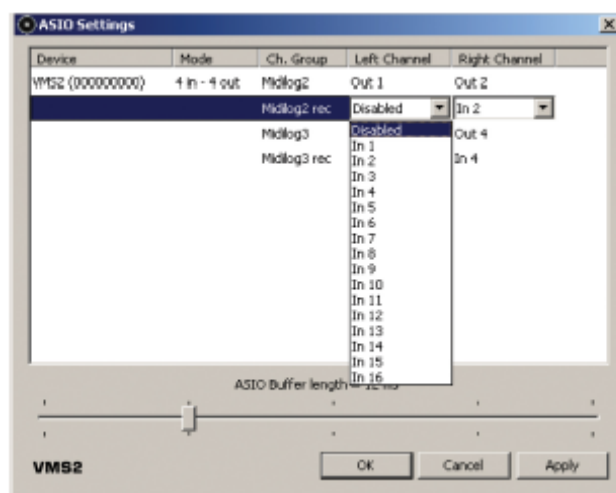 ASIO Settings
Device Mode Ch. Group Left Channel Right Channel
VMS2 (000000000) 4 in - 4 out Midilog2 Out 1 Out 2
Midilog2 rec Disabled In 2
Midilog3 Disabled Out 4
Midilog3 rec In 1 In 4
In 2
In 3
In 4
In 5
In 6
In 7
In 8
In 9
In 10
In 11
In 12
In 13
In 14
In 15
In 16
ASIO Buffer length
VMS2 OK Cancel Apply